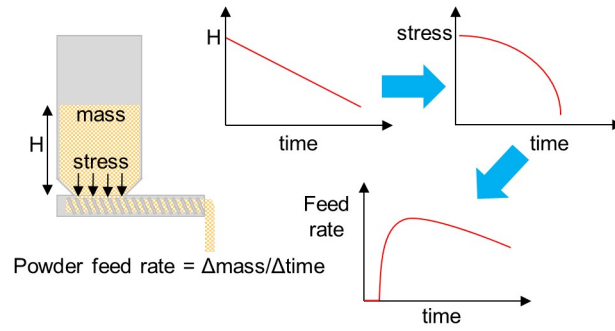 H
mass
stress
Powder feed rate = Δmass/Δtime
H
time
stress
time
Feed
rate
time